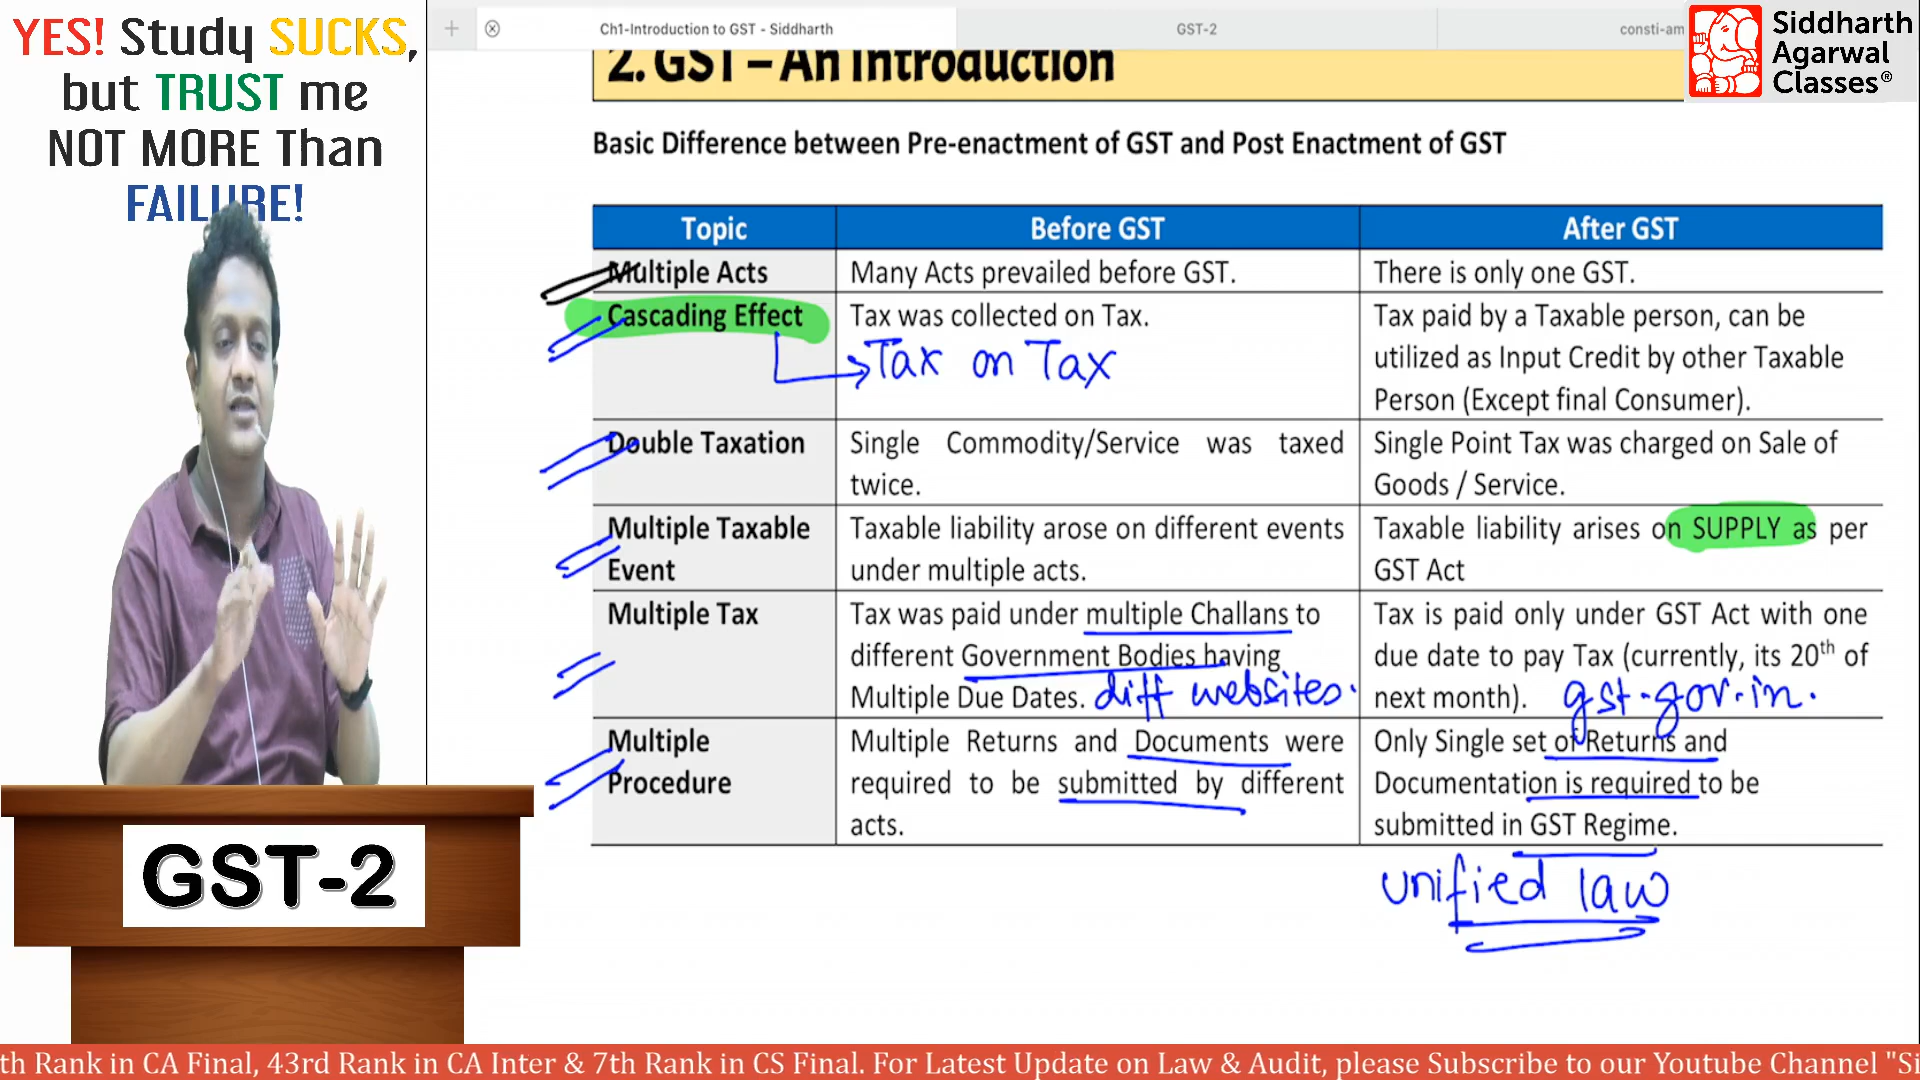 YES! Study SUCKS,
but TRUST me
NOT MORE Than
FAILURE!
Ch1-Introduction to GST - Siddharth
GST-2
consti-am
Siddharth
Agarwal
Classes®
2. GST – An Introduction
Basic Difference between Pre-enactment of GST and Post Enactment of GST
Topic Before GST After GST
Multiple Acts Many Acts prevailed before GST. There is only one GST.
Cascading Effect Tax was collected on Tax. Tax paid by a Taxable person, can be
Tax on Tax utilized as Input Credit by other Taxable
Person (Except final Consumer).
Double Taxation Single Commodity/Service was taxed Single Point Tax was charged on Sale of
twice. Goods / Service.
Multiple Taxable Taxable liability arose on different events Taxable liability arises on SUPPLY as per
Event under multiple acts. GST Act
Multiple Tax Tax was paid under multiple Challans to Tax is paid only under GST Act with one
different Government Bodies having due date to pay Tax (currently, its 20th of
Multiple Due Dates. diff websites. next month). gst.gov.in.
Multiple Multiple Returns and Documents were Only Single set of Returns and
Procedure required to be submitted by different Documentation is required to be
acts. submitted in GST Regime.
unified law
GST-2
th Rank in CA Final, 43rd Rank in CA Inter & 7th Rank in CS Final. For Latest Update on Law & Audit, please Subscribe to our Youtube Channel "Si